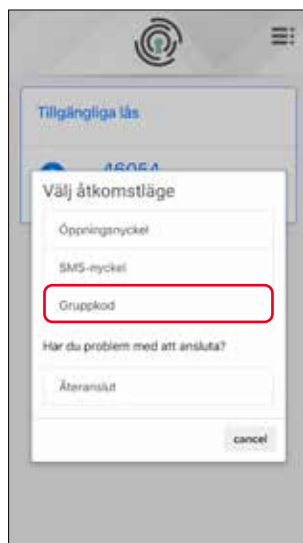 Tillgängliga lås
46054
Välj åtkomstläge
Öppningsnyckel
SMS-nyckel
Gruppkod
Har du problem med att ansluta?
Återanslut
cancel